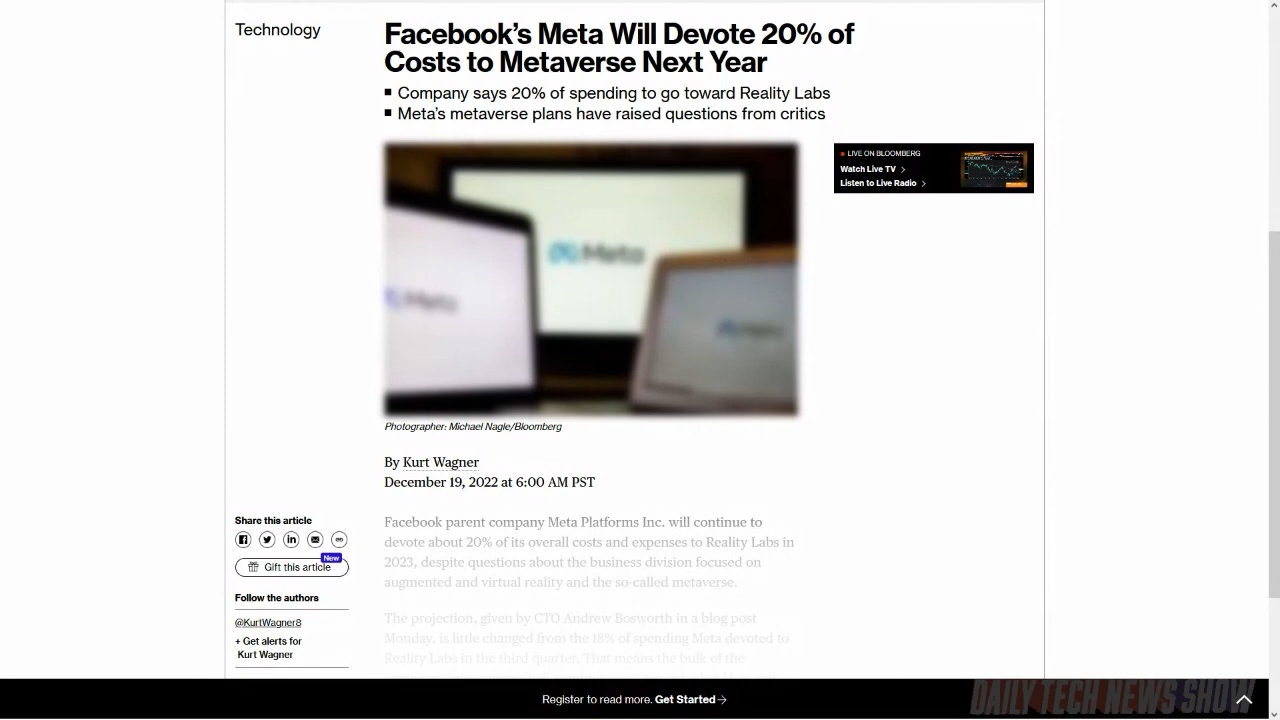 Technology
Facebook's Meta Will Devote 20% of
Costs to Metaverse Next Year
Company says 20% of spending to go toward Reality Labs
Meta's metaverse plans have raised questions from critics
LIVE ON BLOOMBERG
Watch Live TV
Listen to Live Radio
Meta
Meta
Meta
Photographer: Michael Nagle/Bloomberg
By Kurt Wagner
December 19, 2022 at 6:00 AM PST
Share this article
New
Gift this article
Follow the authors
@KurtWagner8
+ Get alerts for
Kurt Wagner
Facebook parent company Meta Platforms Inc. will continue to
devote about 20% of its overall costs and expenses to Reality Labs in
2023, despite questions about the business division focused on
augmented and virtual reality and the so-called metaverse.
The projection, given by CTO Andrew Bosworth in a blog post
Monday, is little changed from the 18% of spending Meta devoted to
Reality Labs in the third quarter. That means the bulk of the
Register to read more. Get Started
DAILY TECH NEWS SHOW